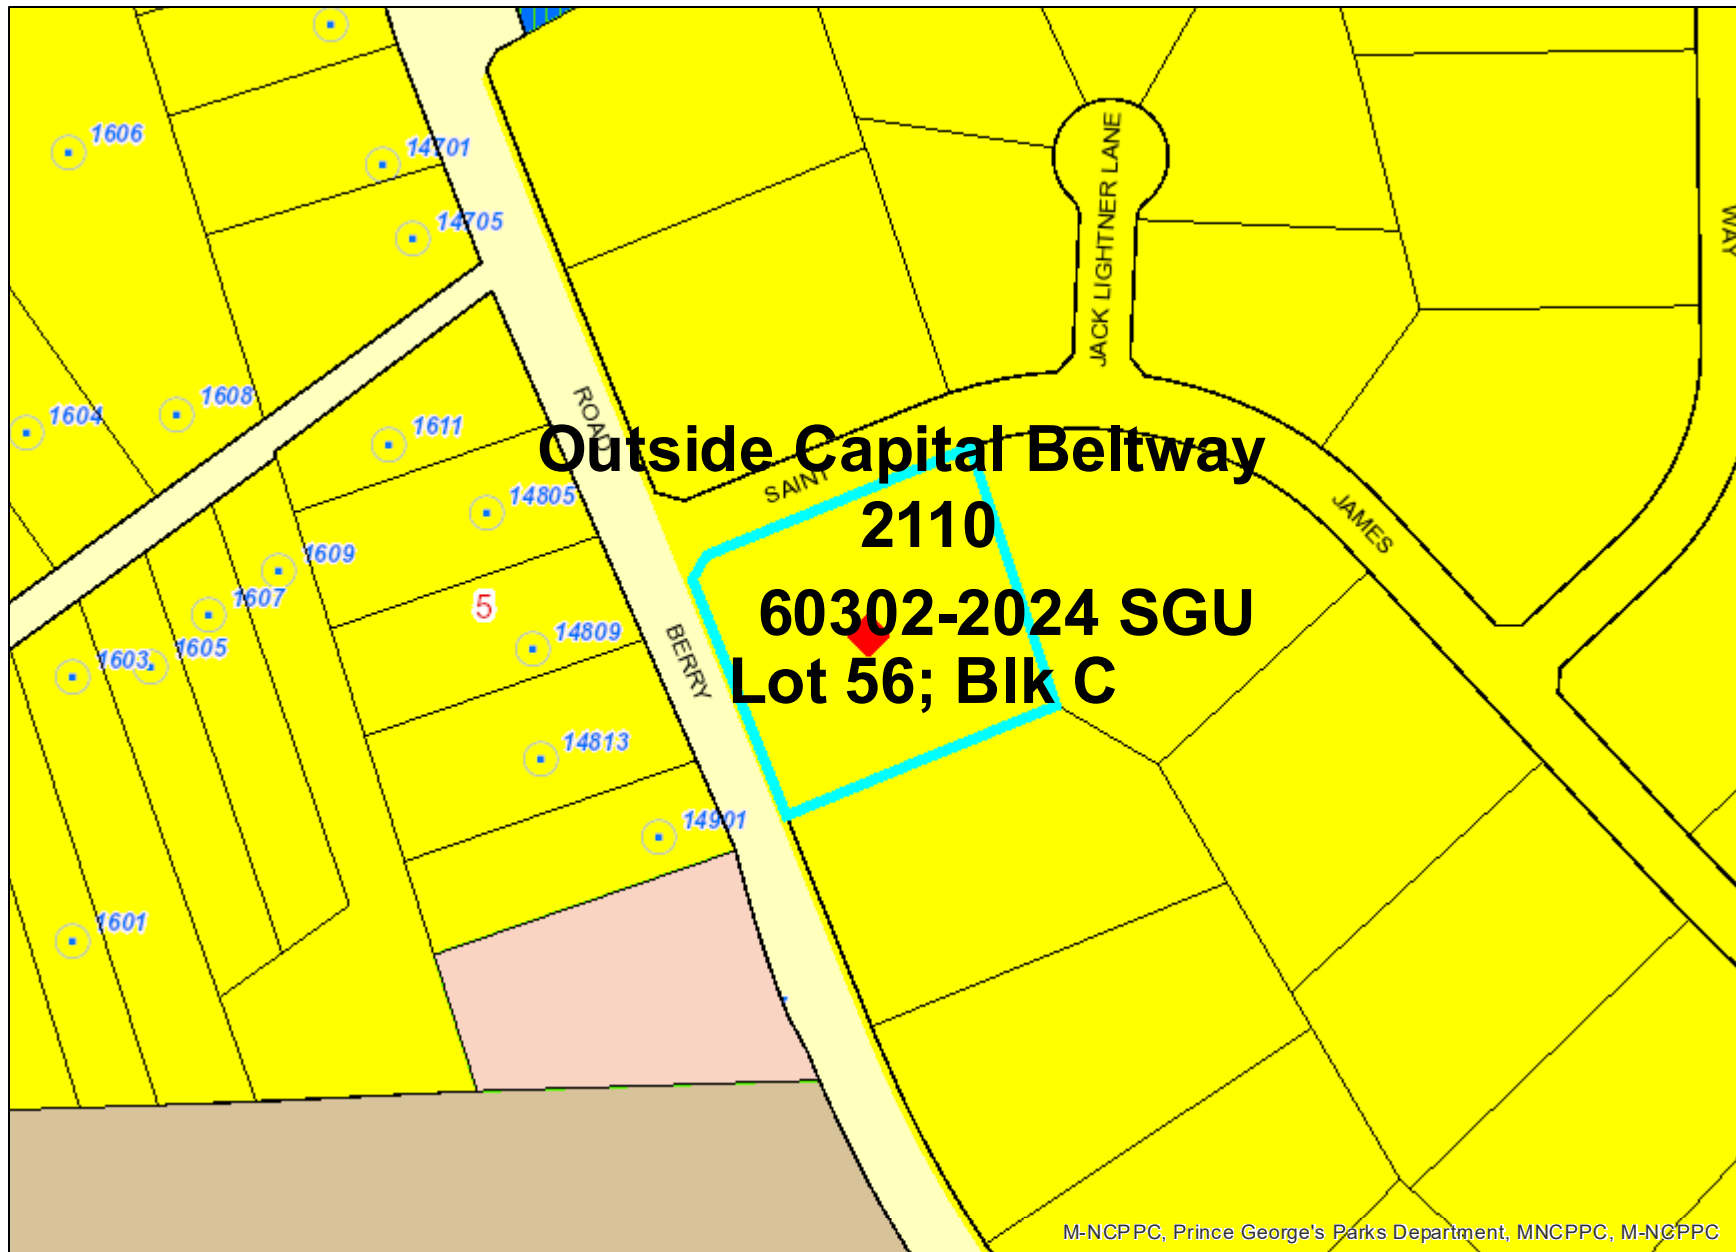 1606
14701
JACK LIGHTNER LANE
14705
WAY
1604
1608
1611
ROAD
Outside Capital Beltway
SAINT
14805
2110
JAMES
1609
1607
5
60302-2024 SGU
14809
1603
1605
BERRY
Lot 56; Blk C
14813
14901
1601
M-NCPPC, Prince George's Parks Department, MNCPPC, M-NCPPC